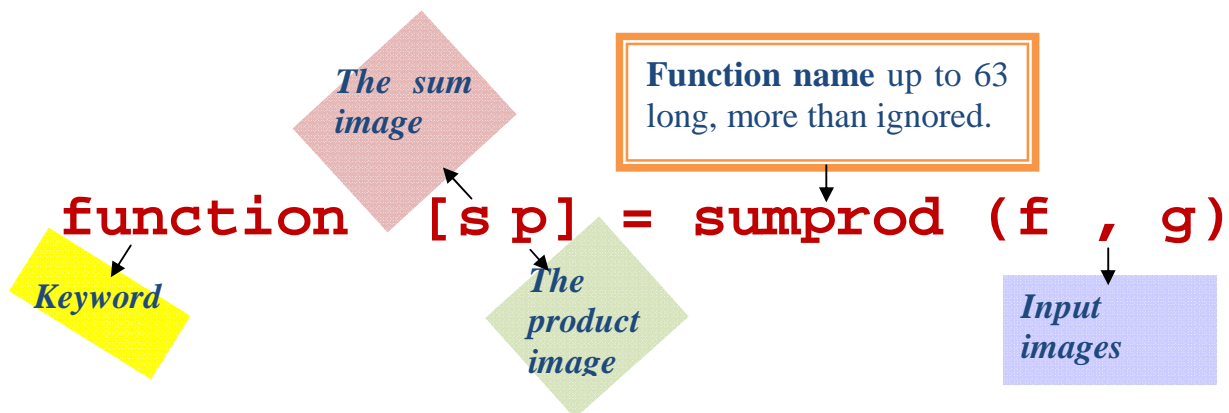 The sum
image
Function name up to 63
long, more than ignored.
function [s p] = sumprod (f , g)
Keyword
The
product
image
Input
images